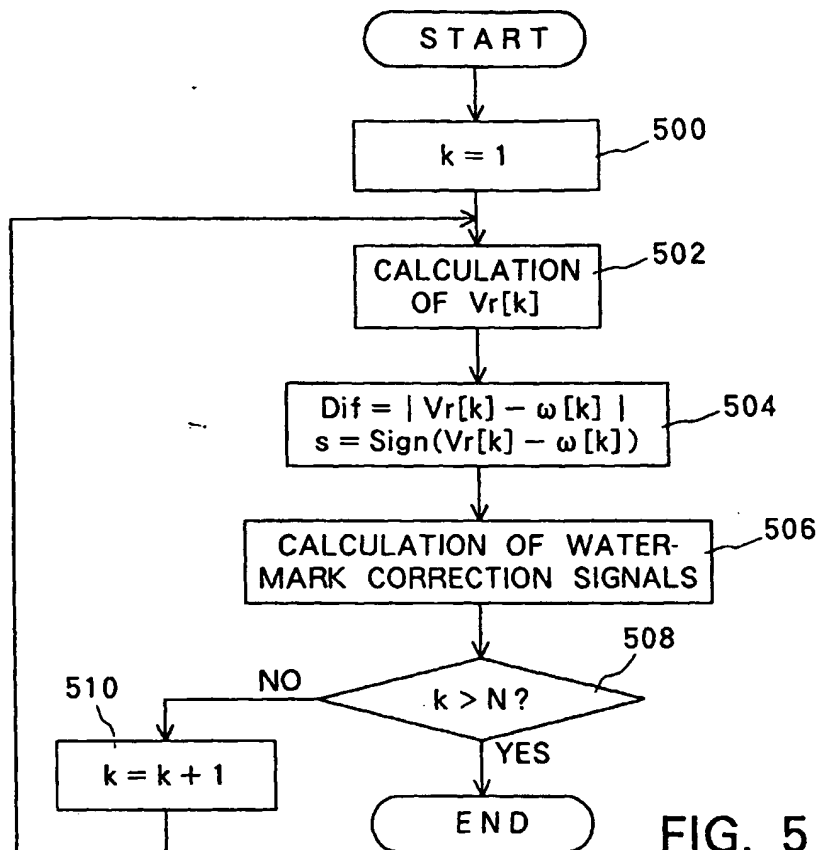 START
500
k = 1
502
CALCULATION
OF Vr[k]
504
Dif = | Vr[k] − ω[k] |
s = Sign(Vr[k] − ω[k])
506
CALCULATION OF WATER-
MARK CORRECTION SIGNALS
508
510
NO
k > N?
YES
k = k + 1
END
FIG. 5